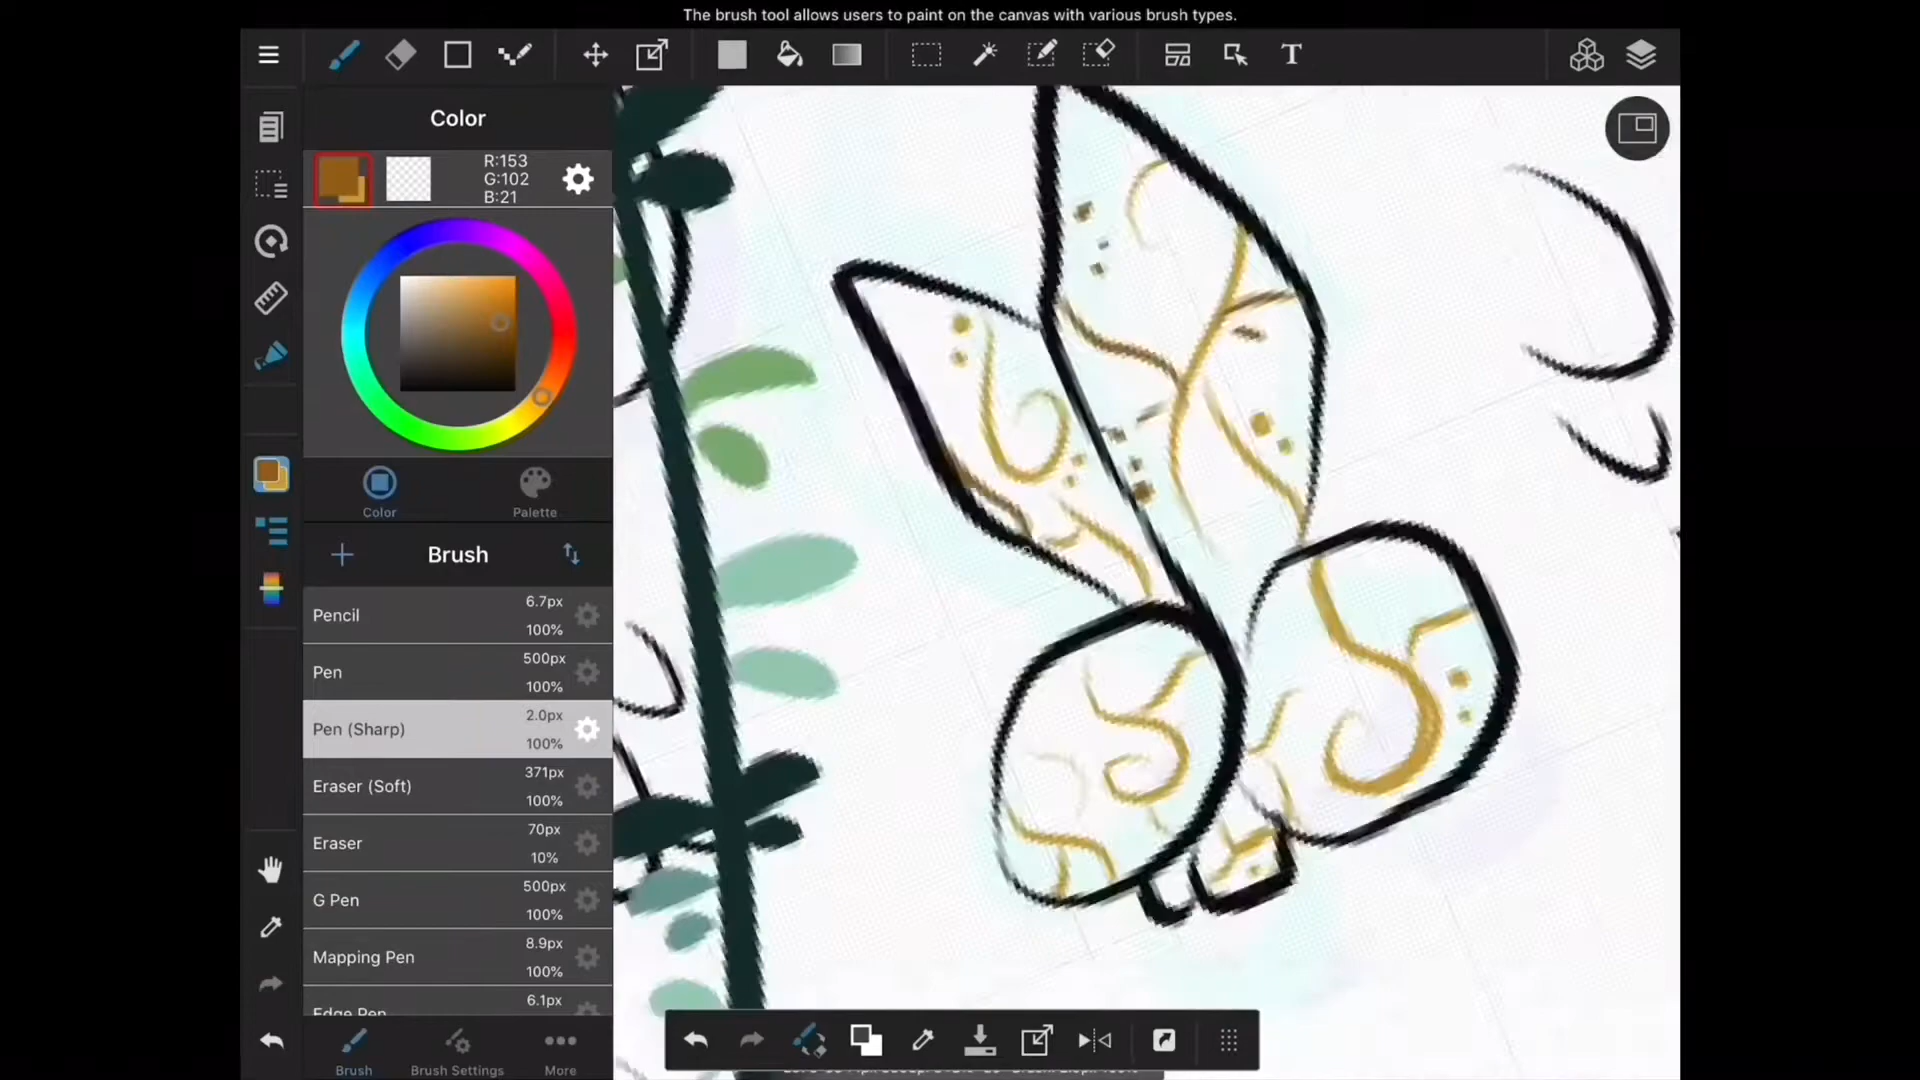 The brush tool allows users to paint on the canvas with various brush types.
T
Color
R:153
G:102
B:21
Color
Palette
Brush
Pencil
6.7px
100%
Pen
500px
100%
Pen (Sharp)
2.0px
100%
Eraser (Soft)
371px
100%
Eraser
70px
10%
G Pen
500px
100%
Mapping Pen
8.9px
100%
Edge Pen
6.1px
Brush
Brush Settings
More